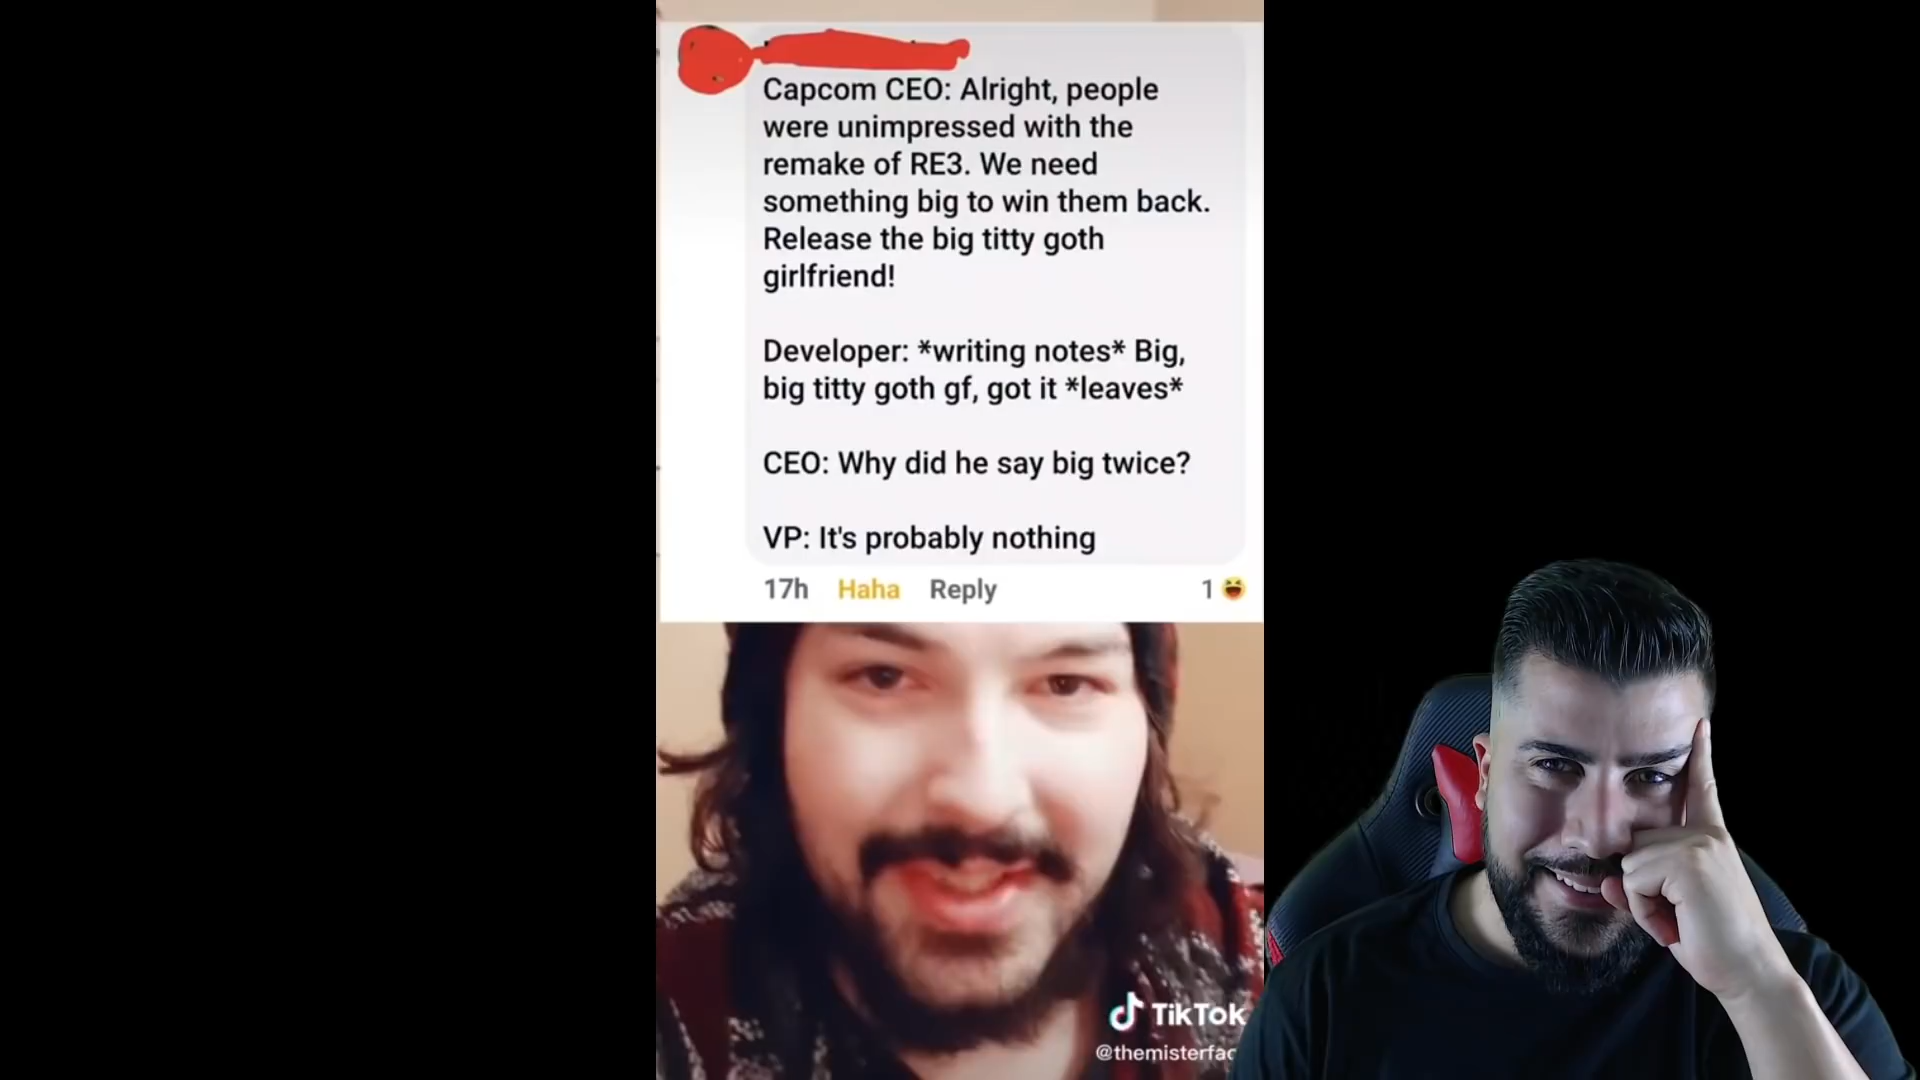 Capcom CEO: Alright, people
were unimpressed with the
remake of RE3. We need
something big to win them back.
Release the big titty goth
girlfriend!
Developer: *writing notes* Big,
big titty goth gf, got it *leaves*
CEO: Why did he say big twice?
VP: It's probably nothing
17h Haha Reply 1
TikTok
@themisterfac